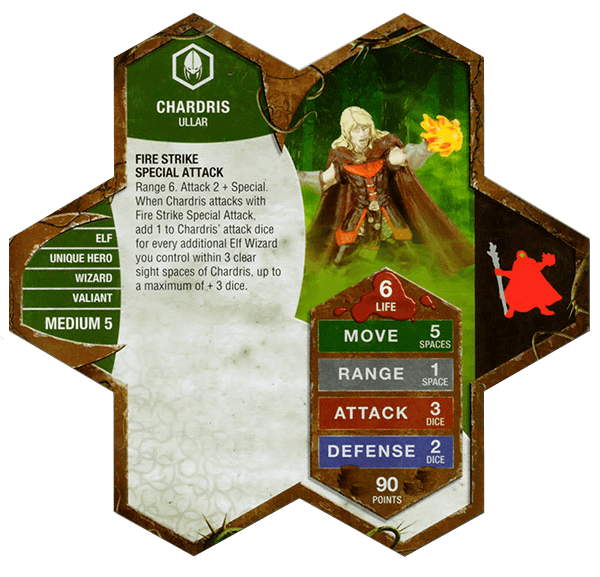 CHARDRIS
ULLAR
FIRE STRIKE
SPECIAL ATTACK
Range 6. Attack 2 + Special.
When Chardris attacks with
Fire Strike Special Attack,
add 1 to Chardris' attack dice
for every additional Elf Wizard
you control within 3 clear
sight spaces of Chardris, up to
a maximum of + 3 dice.
ELF
UNIQUE HERO
WIZARD
VALIANT
MEDIUM 5
6
LIFE
MOVE 5 SPACES
RANGE 1 SPACE
ATTACK 3 DICE
DEFENSE 2 DICE
90
POINTS